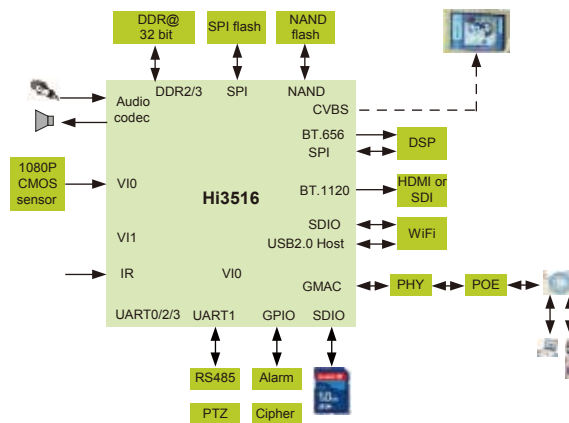 DDR@
32 bit
SPI flash
NAND
flash
DDR2/3
SPI
NAND
CVBS
Audio
codec
BT.656
SPI
DSP
1080P
CMOS
sensor
VI0
Hi3516
BT.1120
HDMI or
SDI
VI1
SDIO
USB2.0 Host
WiFi
IR
VI0
GMAC
PHY
POE
UART0/2/3
UART1
GPIO
SDIO
RS485
Alarm
PTZ
Cipher